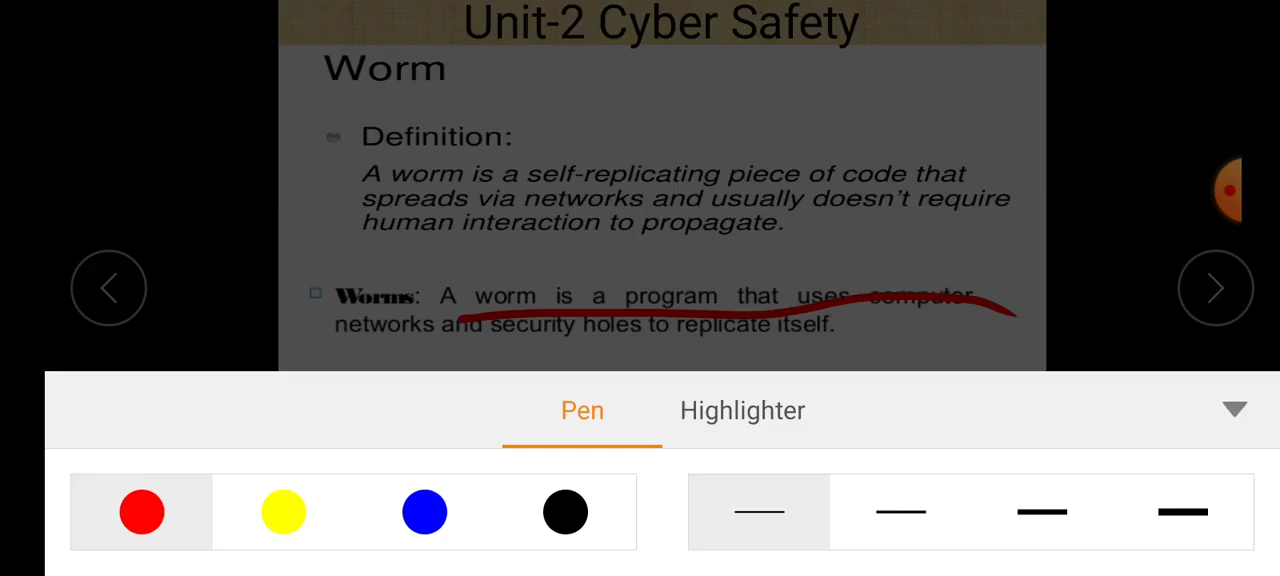 Unit-2 Cyber Safety
Worm
Definition:
A worm is a self-replicating piece of code that
spreads via networks and usually doesn't require
human interaction to propagate.
Worms: A worm is a program that uses computer
networks and security holes to replicate itself.
Pen Highlighter